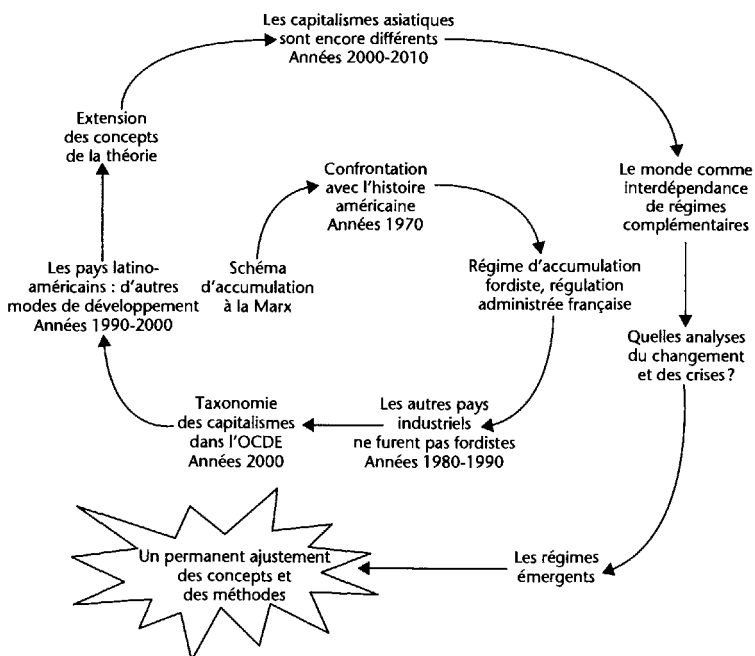 Les capitalismes asiatiques
sont encore différents
Années 2000-2010
Extension
des concepts
de la théorie
Confrontation
avec l'histoire
américaine
Années 1970
Le monde comme
interdépendance
de régimes
complémentaires
Les pays latino-
américains : d'autres
modes de développement
Années 1990-2000
Schéma
d'accumulation
à la Marx
Régime d'accumulation
fordiste, régulation
administrée française
Quelles analyses
du changement
et des crises ?
Taxonomie
des capitalismes
dans l'OCDE
Années 2000
Les autres pays
industriels
ne furent pas fordistes
Années 1980-1990
Un permanent ajustement
des concepts et
des méthodes
Les régimes
émergents